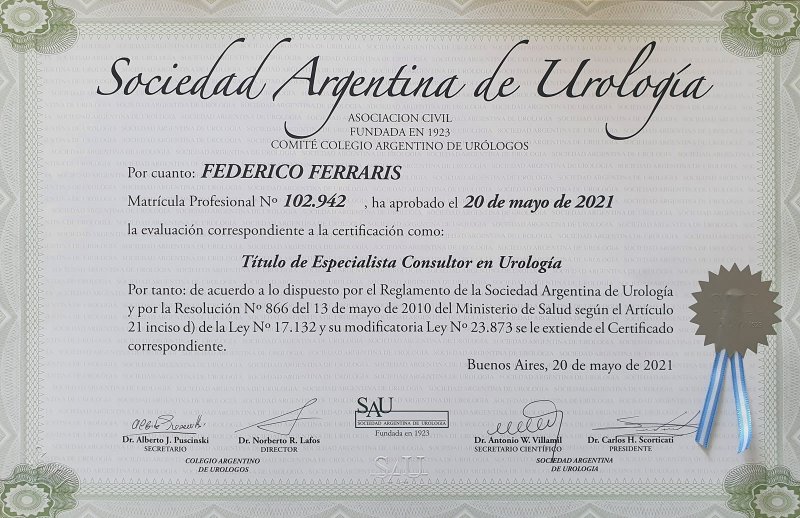 Sociedad Argentina de Urología
ASOCIACION CIVIL
FUNDADA EN 1923
COMITÉ COLEGIO ARGENTINO DE URÓLOGOS
Por cuanto: FEDERICO FERRARIS
Matrícula Profesional Nº 102.942 , ha aprobado el 20 de mayo de 2021
la evaluación correspondiente a la certificación como:
Título de Especialista Consultor en Urología
Por tanto: de acuerdo a lo dispuesto por el Reglamento de la Sociedad Argentina de Urología
y por la Resolución Nº 866 del 13 de mayo de 2010 del Ministerio de Salud según el Artículo
21 inciso d) de la Ley Nº 17.132 y su modificatoria Ley Nº 23.873 se le extiende el Certificado
correspondiente.
Buenos Aires, 20 de mayo de 2021
SAU
SOCIEDAD ARGENTINA DE UROLOGIA
Fundada en 1923
Dr. Alberto J. Puscinski
SECRETARIO
Dr. Norberto R. Lafos
DIRECTOR
COLEGIO ARGENTINO
DE UROLOGOS
Dr. Antonio W. Villamil
SECRETARIO CIENTÍFICO
Dr. Carlos H. Scorticati
PRESIDENTE
SOCIEDAD ARGENTINA
DE UROLOGIA
SAU